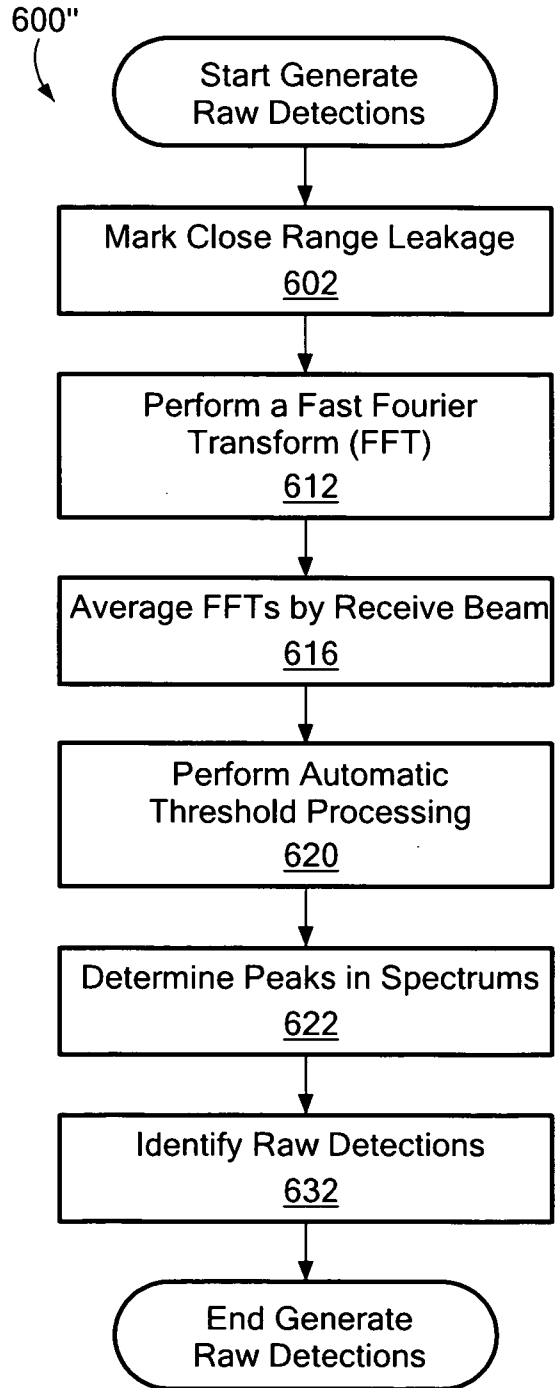 600"
Start Generate
Raw Detections
Mark Close Range Leakage
602
Perform a Fast Fourier
Transform (FFT)
612
Average FFTs by Receive Beam
616
Perform Automatic
Threshold Processing
620
Determine Peaks in Spectrums
622
Identify Raw Detections
632
End Generate
Raw Detections